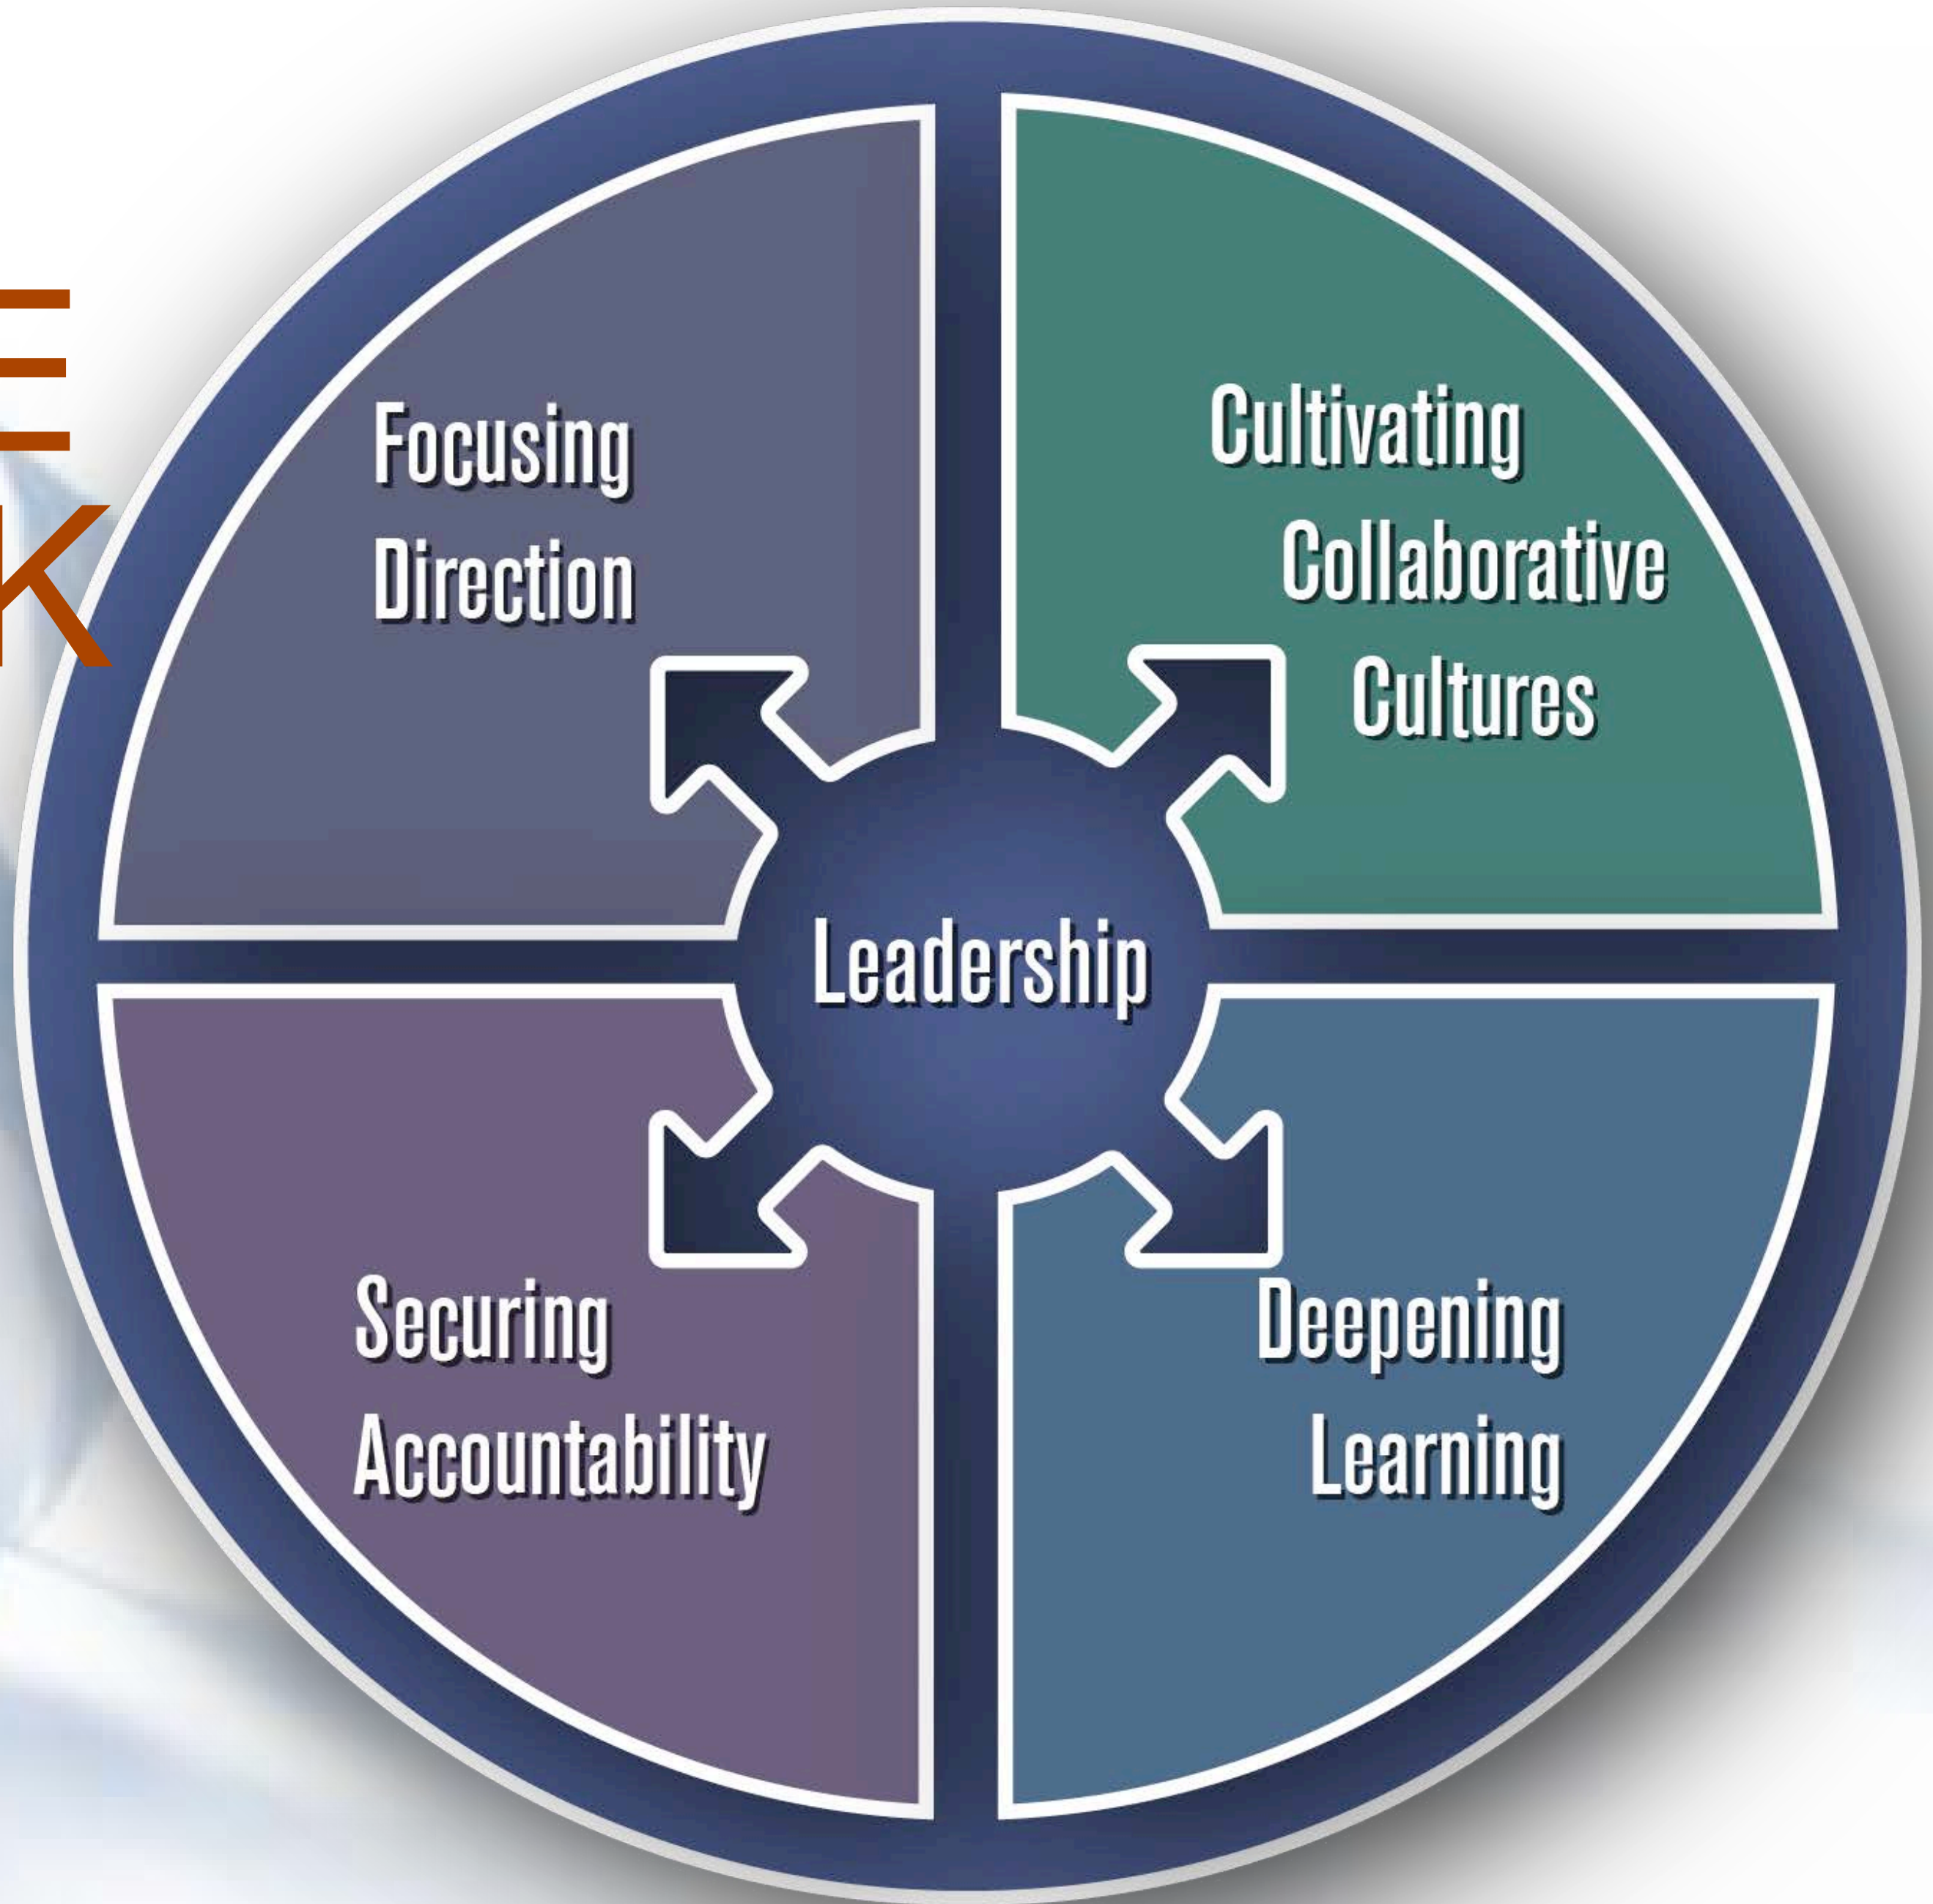 E
K
Focusing
Direction
Cultivating
Collaborative
Cultures
Leadership
Securing
Accountability
Deepening
Learning